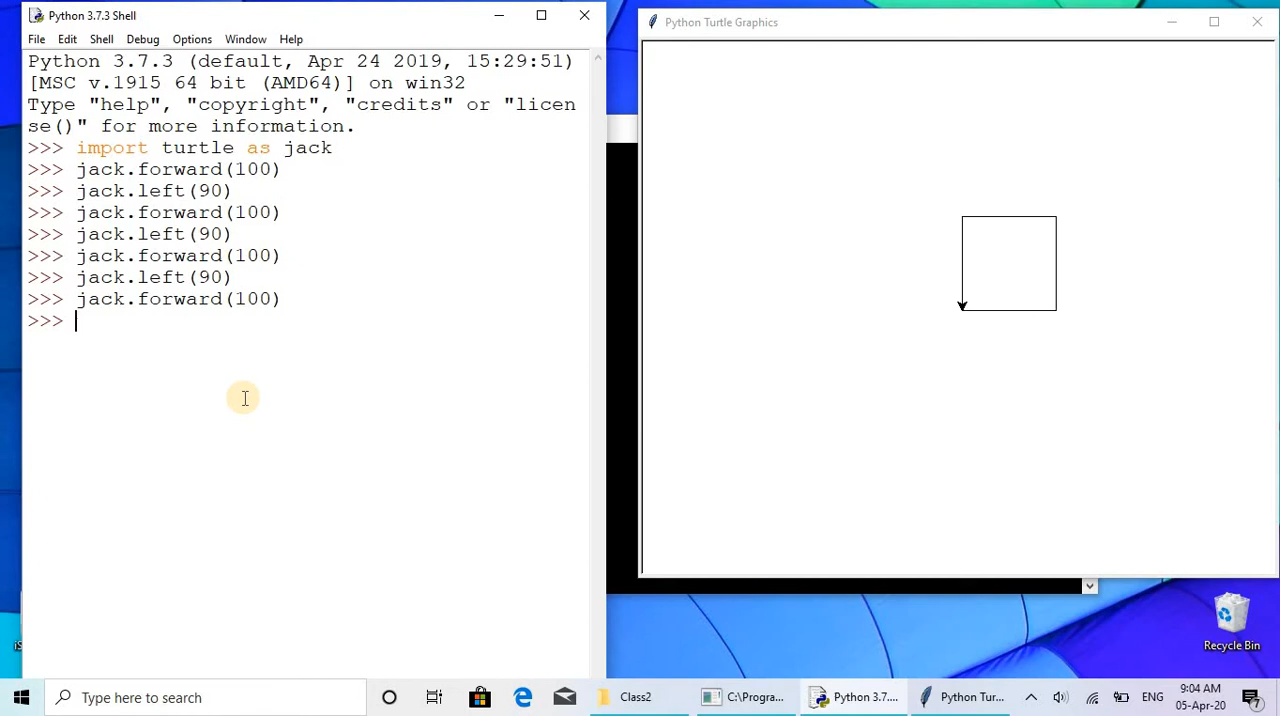 Python 3.7.3 Shell
File Edit Shell Debug Options Window Help
Python 3.7.3 (default, Apr 24 2019, 15:29:51)
[MSC v.1915 64 bit (AMD64)] on win32
Type "help", "copyright", "credits" or "licen
se()" for more information.
>>> import turtle as jack
>>> jack.forward(100)
>>> jack.left(90)
>>> jack.forward(100)
>>> jack.left(90)
>>> jack.forward(100)
>>> jack.left(90)
>>> jack.forward(100)
>>>
Python Turtle Graphics
Recycle Bin
Type here to search
Class2
C:\Progra...
Python 3.7....
Python Tur...
ENG
9:04 AM
05-Apr-20
7